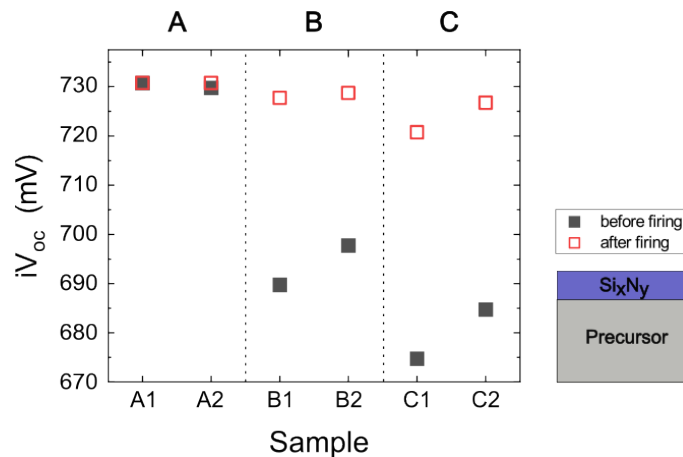 A B C
730
720
710
700
690
680
670
iVoc (mV)
A1 A2 B1 B2 C1 C2
Sample
before firing
after firing
SixNy
Precursor